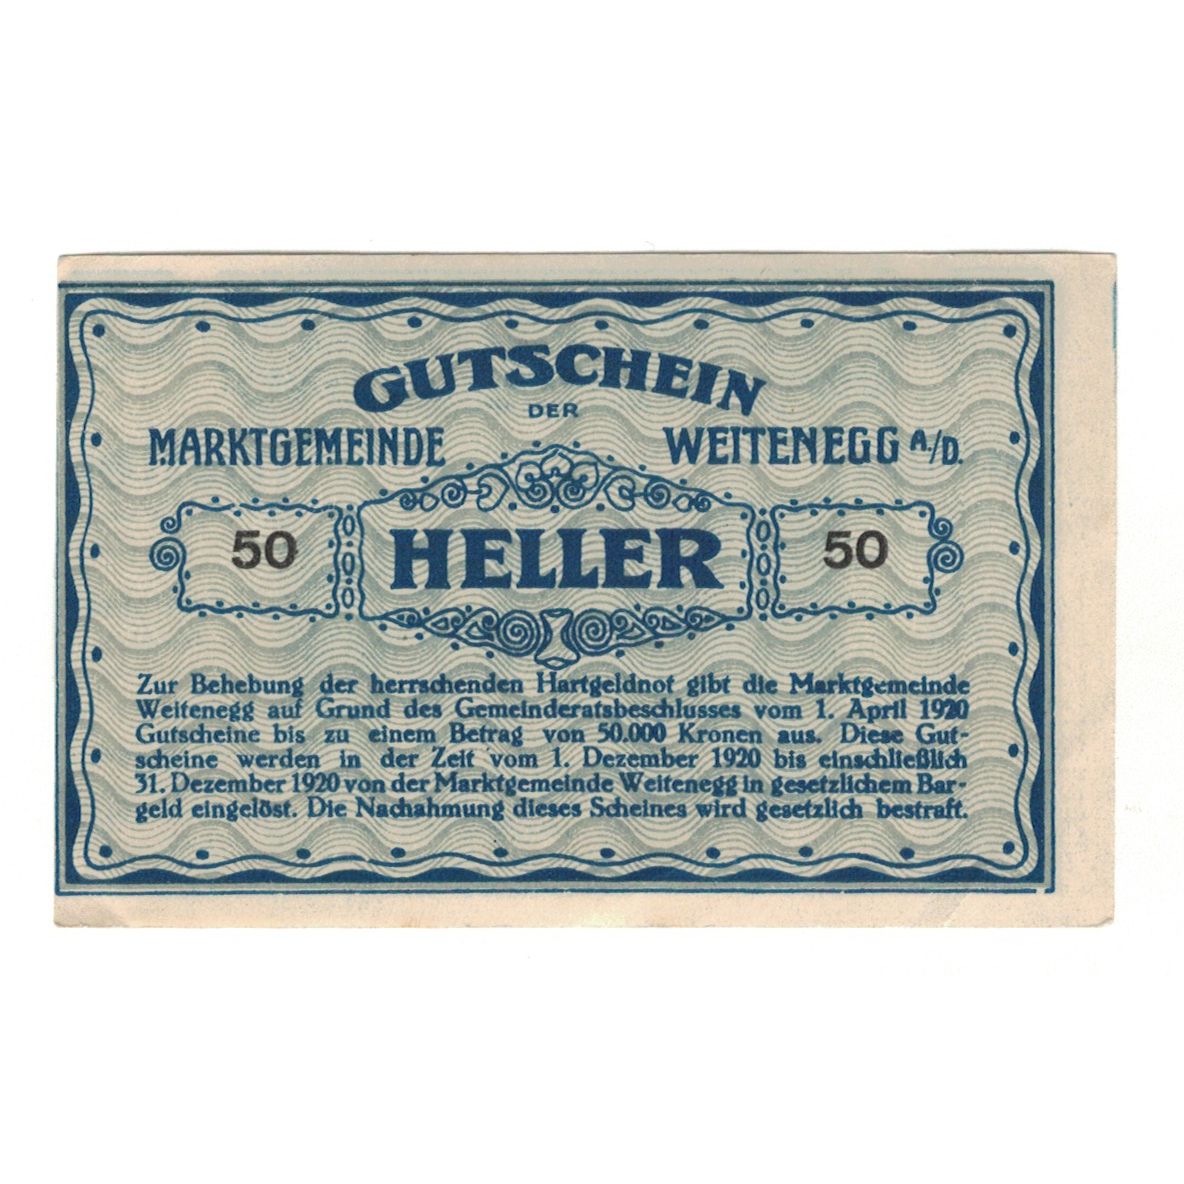 GUTSCHEIN
DER
MARKTGEMEINDE WEITENEGG A./D.
50 HELLER 50
Zur Behebung der herrschenden Hartgeldnot gibt die Marktgemeinde
Weitenegg auf Grund des Gemeinderatsbeschlusses vom 1. April 1920
Gutscheine bis zu einem Betrag von 50.000 Kronen aus. Diese Gut-
scheine werden in der Zeit vom 1. Dezember 1920 bis einschließlich
31. Dezember 1920 von der Marktgemeinde Weitenegg in gesetzlichem Bar-
geld eingelöst. Die Nachahmung dieses Scheines wird gesetzlich bestraft.